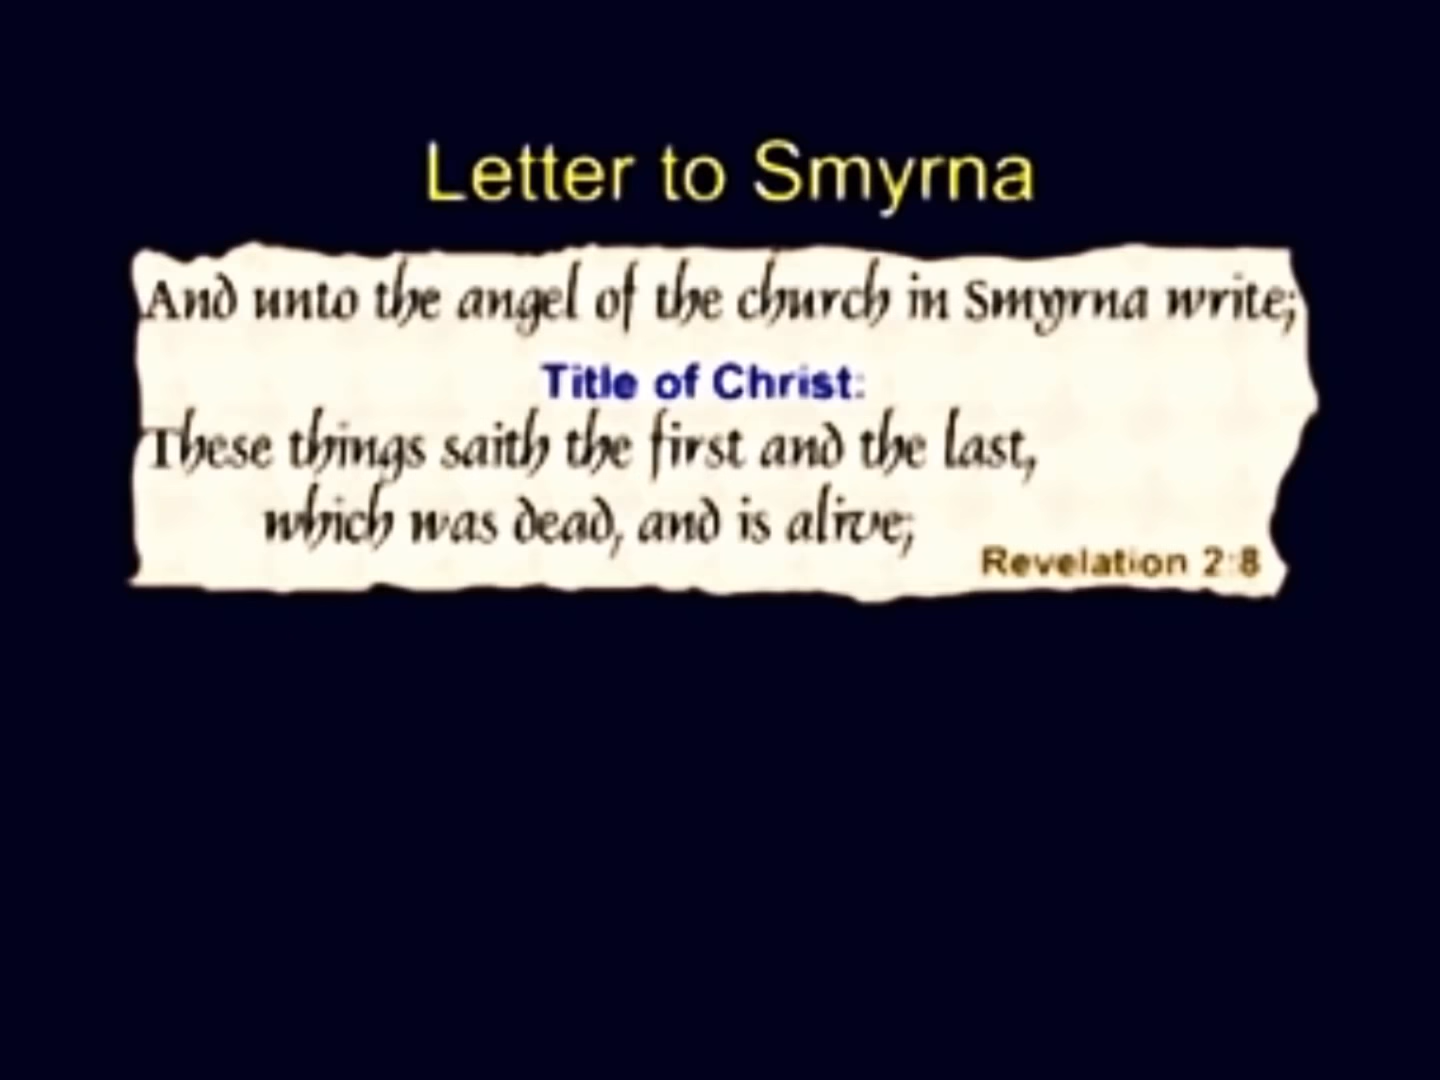 Letter to Smyrna
And unto the angel of the church in Smyrna write;
Title of Christ:
These things saith the first and the last,
which was dead, and is alive;
Revelation 2:8